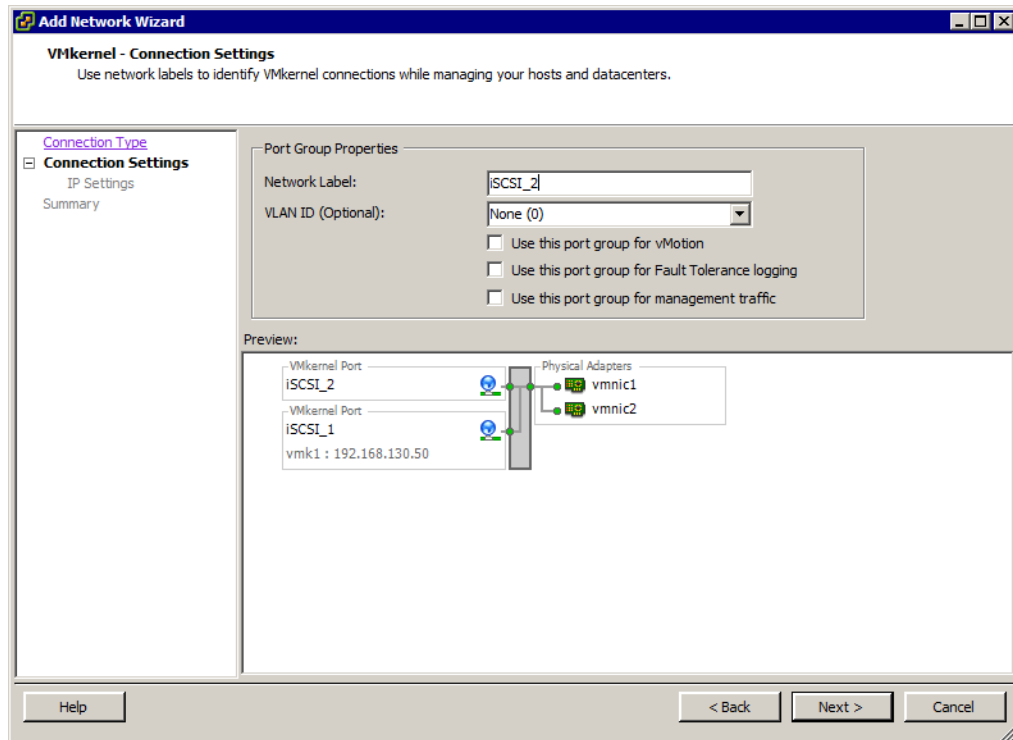 Add Network Wizard
VMkernel - Connection Settings
Use network labels to identify VMkernel connections while managing your hosts and datacenters.
Connection Type
Connection Settings
IP Settings
Summary
Port Group Properties
Network Label:
iSCSI_2
VLAN ID (Optional):
None (0)
Use this port group for vMotion
Use this port group for Fault Tolerance logging
Use this port group for management traffic
Preview:
VMkernel Port
iSCSI_2
VMkernel Port
iSCSI_1
vmk1 : 192.168.130.50
Physical Adapters
vmnic1
vmnic2
Help
< Back
Next >
Cancel